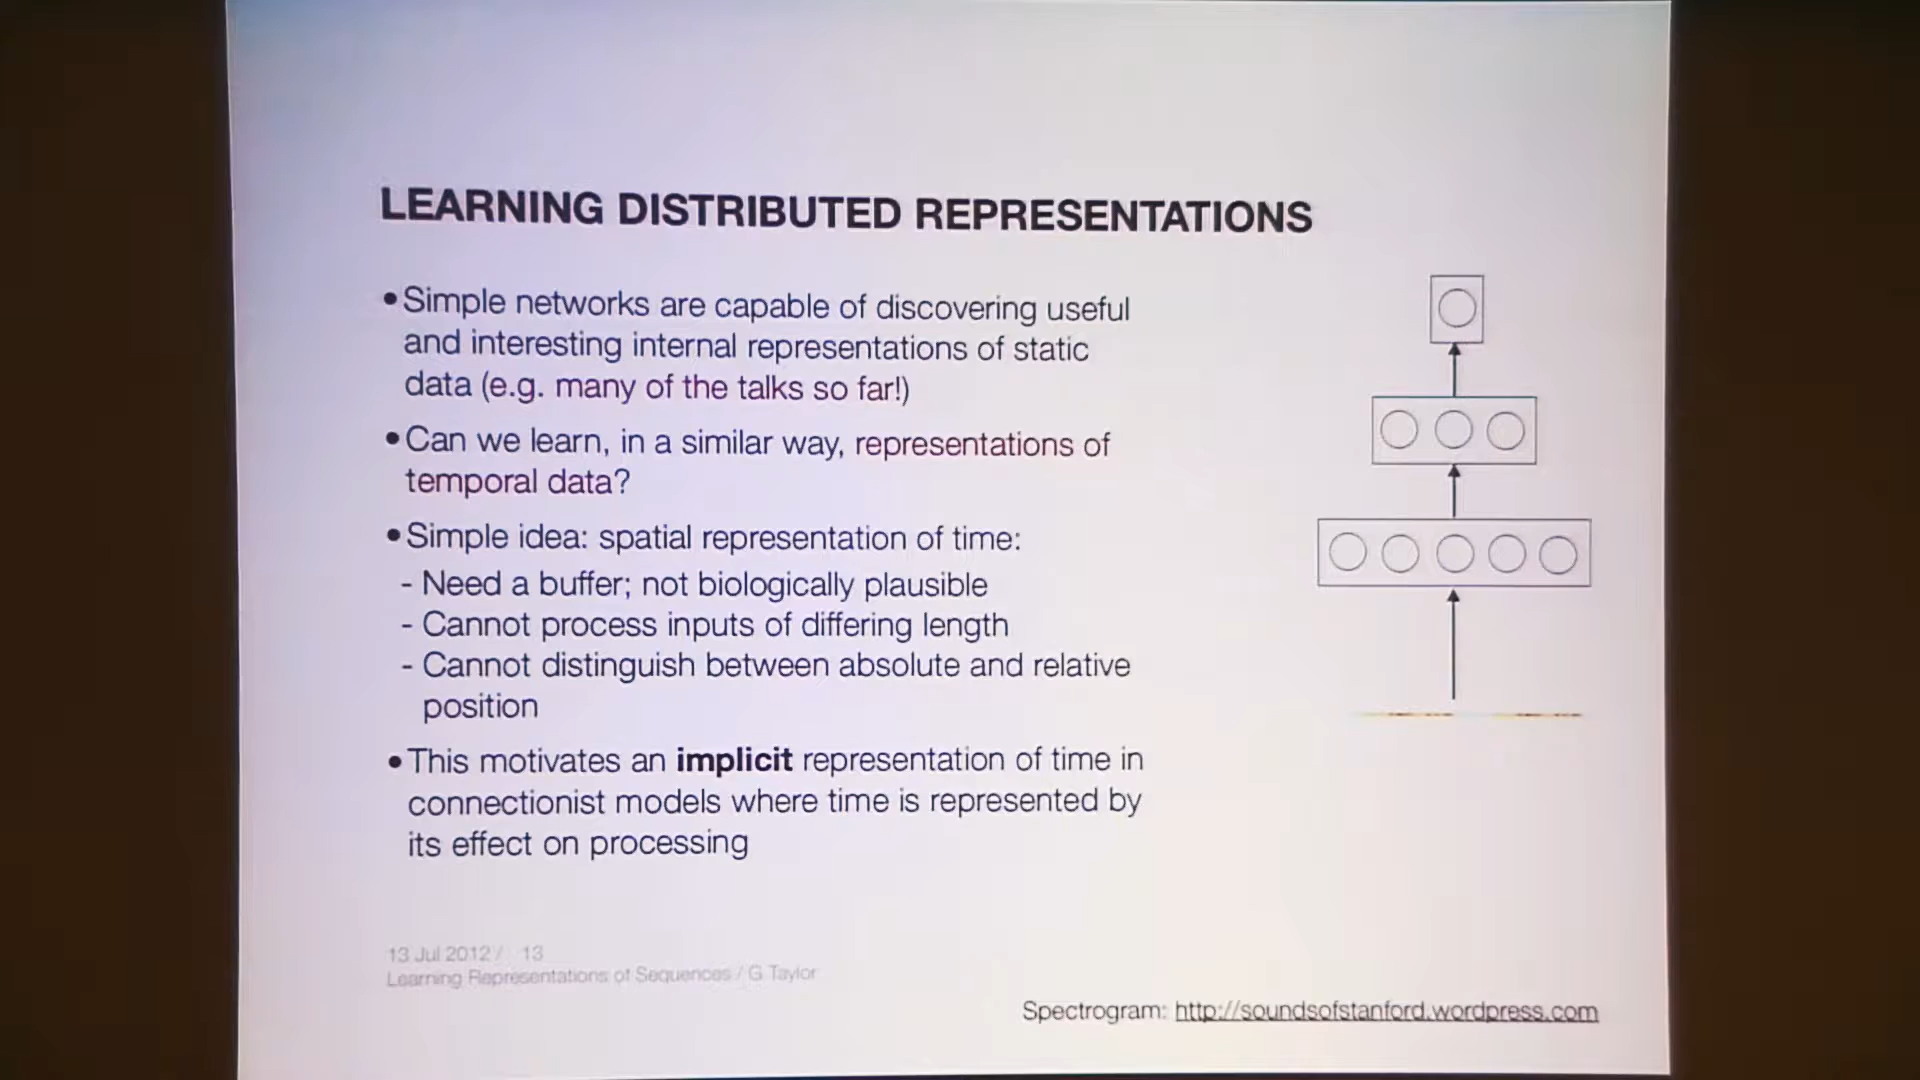 LEARNING DISTRIBUTED REPRESENTATIONS
•Simple networks are capable of discovering useful
and interesting internal representations of static
data (e.g. many of the talks so far!)
•Can we learn, in a similar way, representations of
temporal data?
•Simple idea: spatial representation of time:
- Need a buffer; not biologically plausible
- Cannot process inputs of differing length
- Cannot distinguish between absolute and relative
position
•This motivates an implicit representation of time in
connectionist models where time is represented by
its effect on processing
13 Jul 2012 / 13
Learning Representations of Sequences / G Taylor
Spectrogram: http://soundsofstanford.wordpress.com